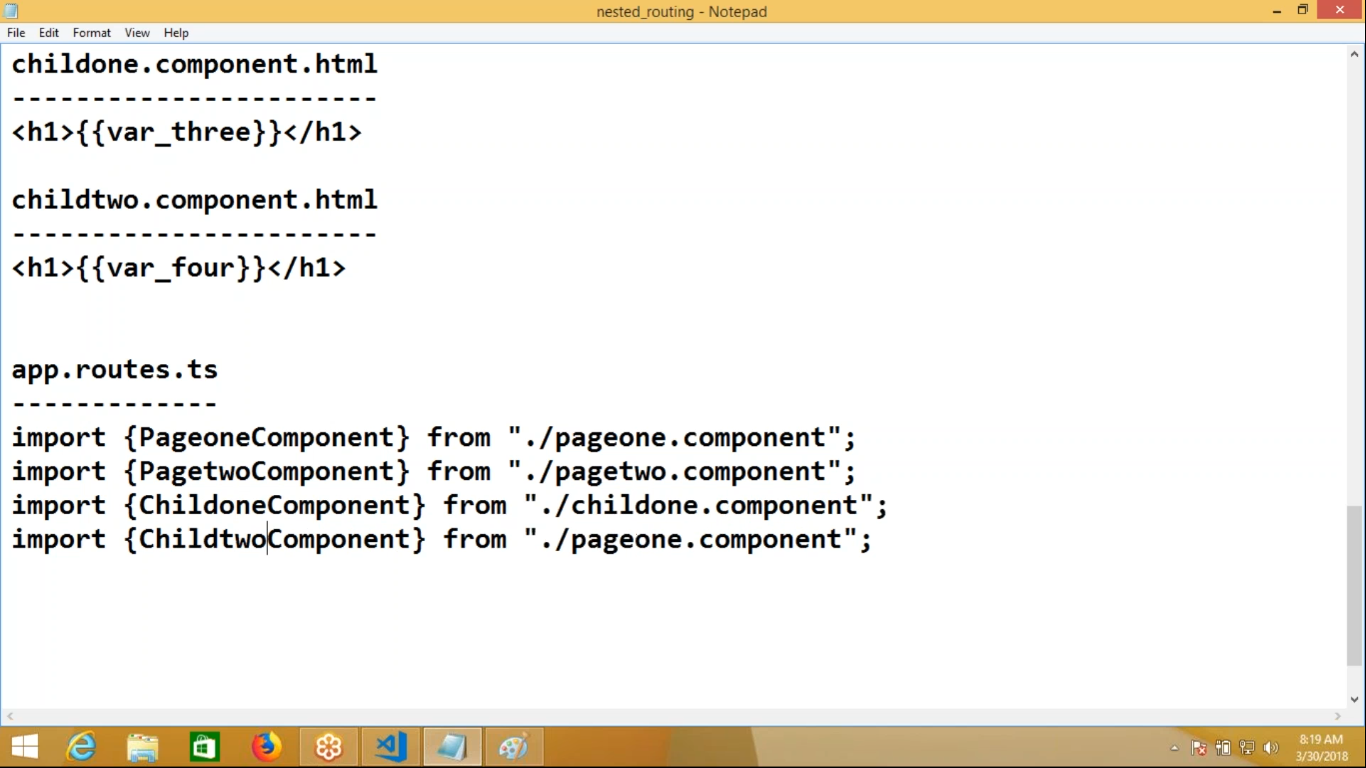 nested_routing - Notepad
File Edit Format View Help
childone.component.html
-----------------------
<h1>{{var_three}}</h1>
childtwo.component.html
-----------------------
<h1>{{var_four}}</h1>
app.routes.ts
-------------
import {PageoneComponent} from "./pageone.component";
import {PagetwoComponent} from "./pagetwo.component";
import {ChildoneComponent} from "./childone.component";
import {ChildtwoComponent} from "./pageone.component";
8:19 AM
3/30/2018